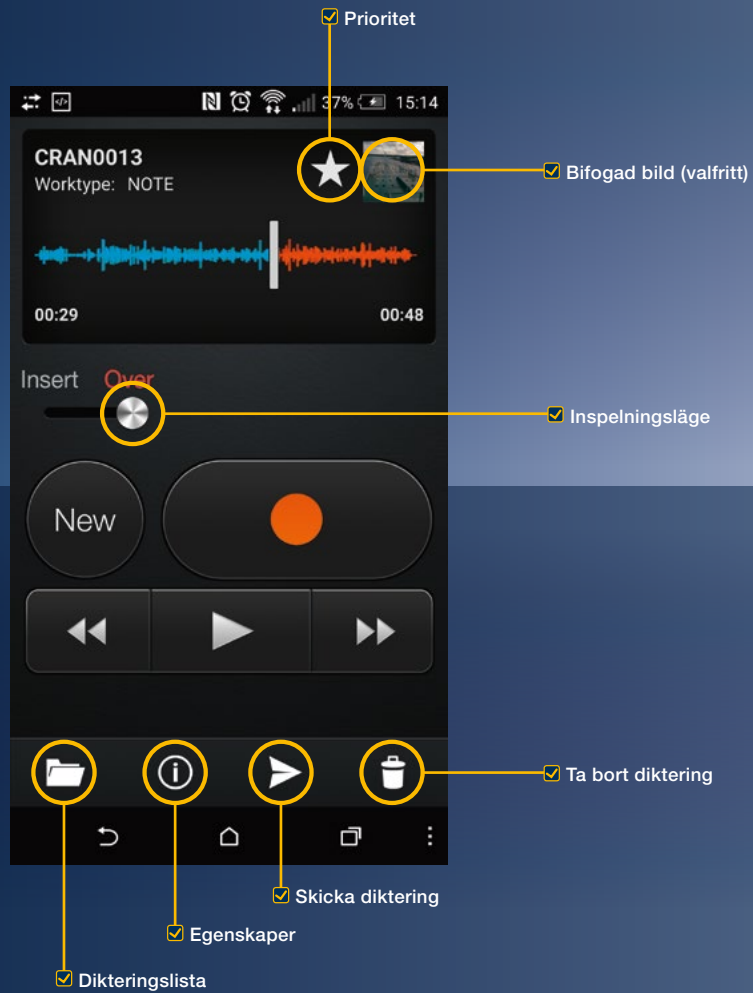 Prioritet
37% 15:14
CRAN0013
Worktype: NOTE
Bifogad bild (valfritt)
00:29 00:48
Insert Over
Inspelningsläge
New
Ta bort diktering
Skicka diktering
Egenskaper
Dikteringslista